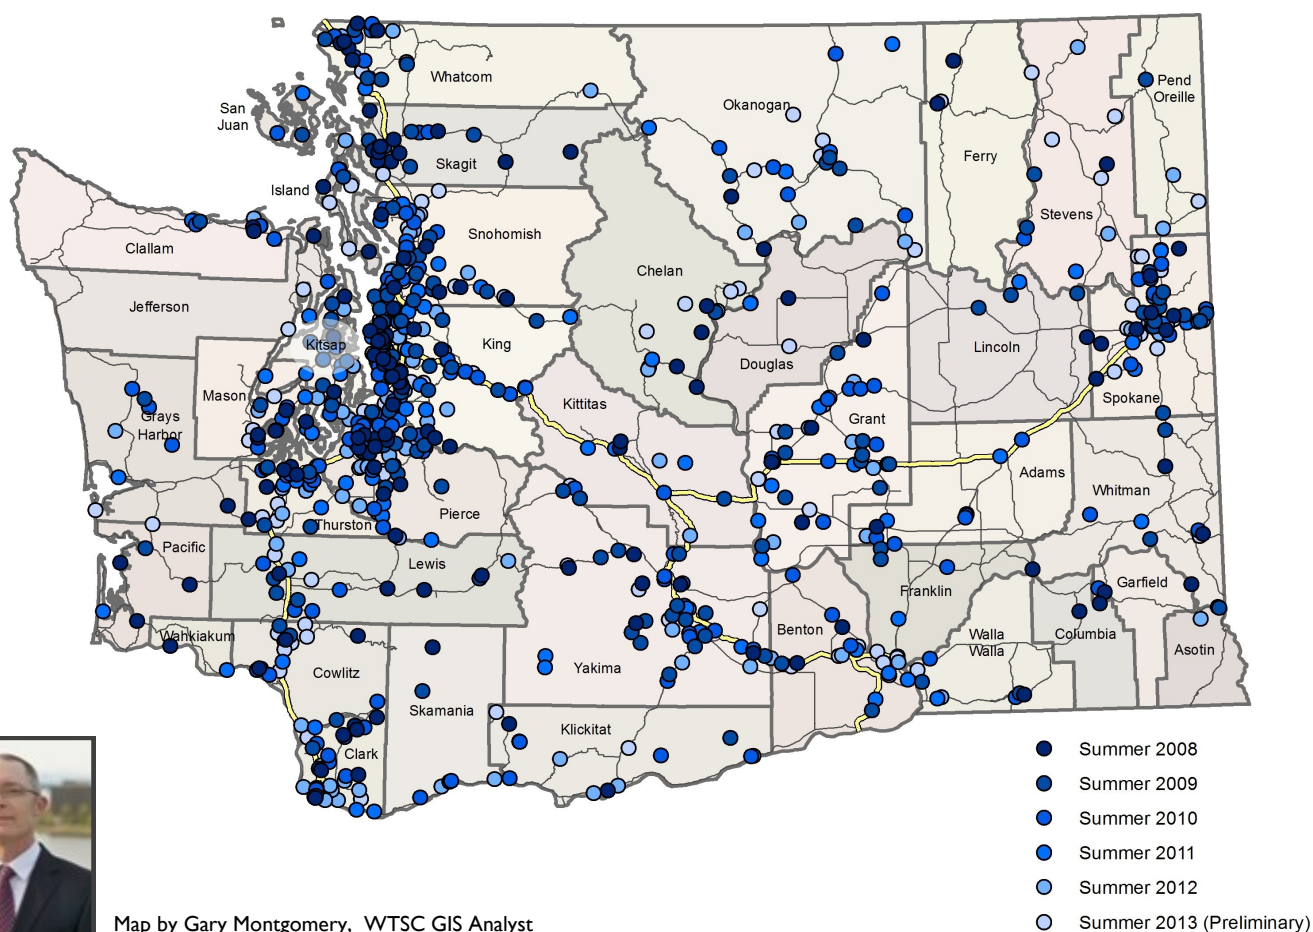 Whatcom
San
Juan
Okanogan
Pend
Oreille
Skagit
Ferry
Island
Stevens
Snohomish
Clallam
Chelan
Jefferson
Kitsap
King
Lincoln
Douglas
Mason
Spokane
Kittitas
Grays
Harbor
Grant
Adams
Whitman
Pierce
Thurston
Pacific
Lewis
Franklin
Garfield
Wahkiakum
Benton
Walla
Walla
Columbia
Asotin
Cowlitz
Yakima
Skamania
Klickitat
Clark
Summer 2008
Summer 2009
Summer 2010
Summer 2011
Summer 2012
Summer 2013 (Preliminary)
Map by Gary Montgomery, WTSC GIS Analyst